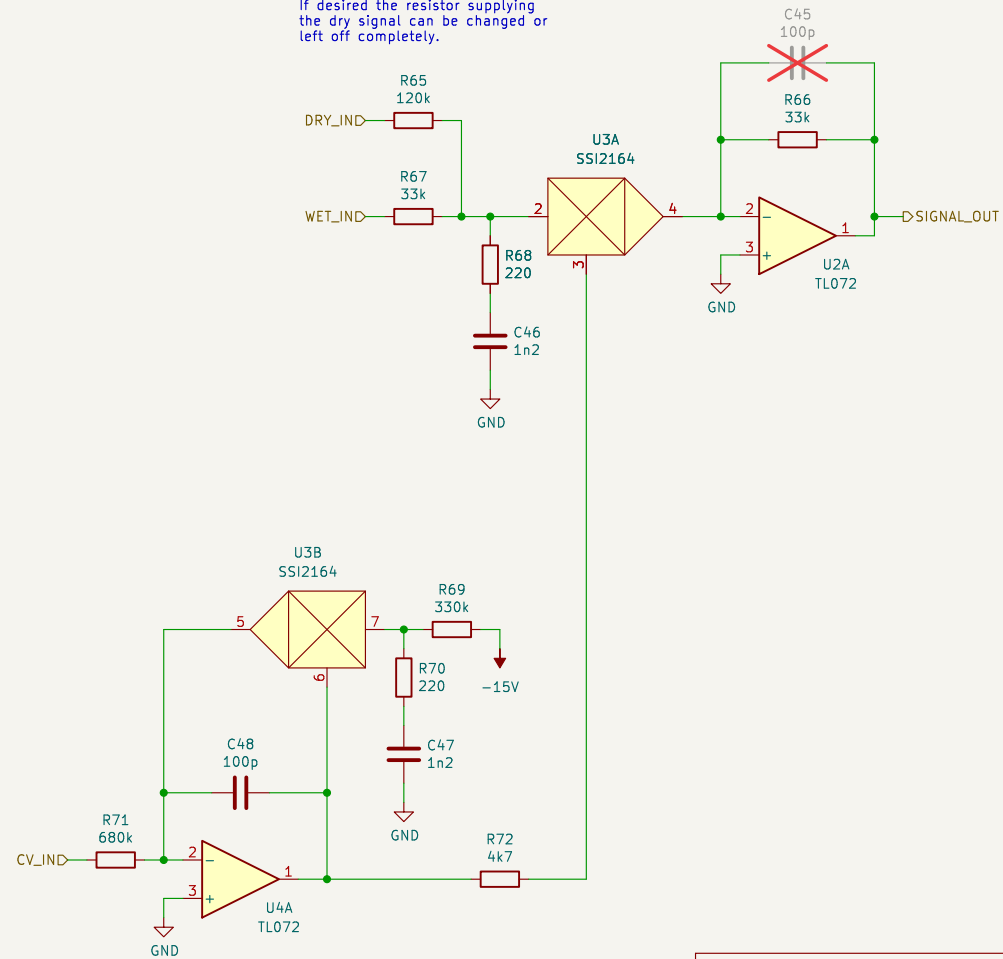 If desired the resistor supplying
the dry signal can be changed or
left off completely.
C45
100p
R65
120k
R66
33k
DRY_IN
U3A
SSI2164
R67
33k
WET_IN
2
4
2
1
SIGNAL_OUT
3
3
R68
220
U2A
TL072
GND
C46
1n2
GND
U3B
SSI2164
R69
330k
5
7
6
R70
220
-15V
C48
100p
C47
1n2
GND
R71
680k
R72
4k7
CV_IN
2
1
3
U4A
TL072
GND
−
+
−
+